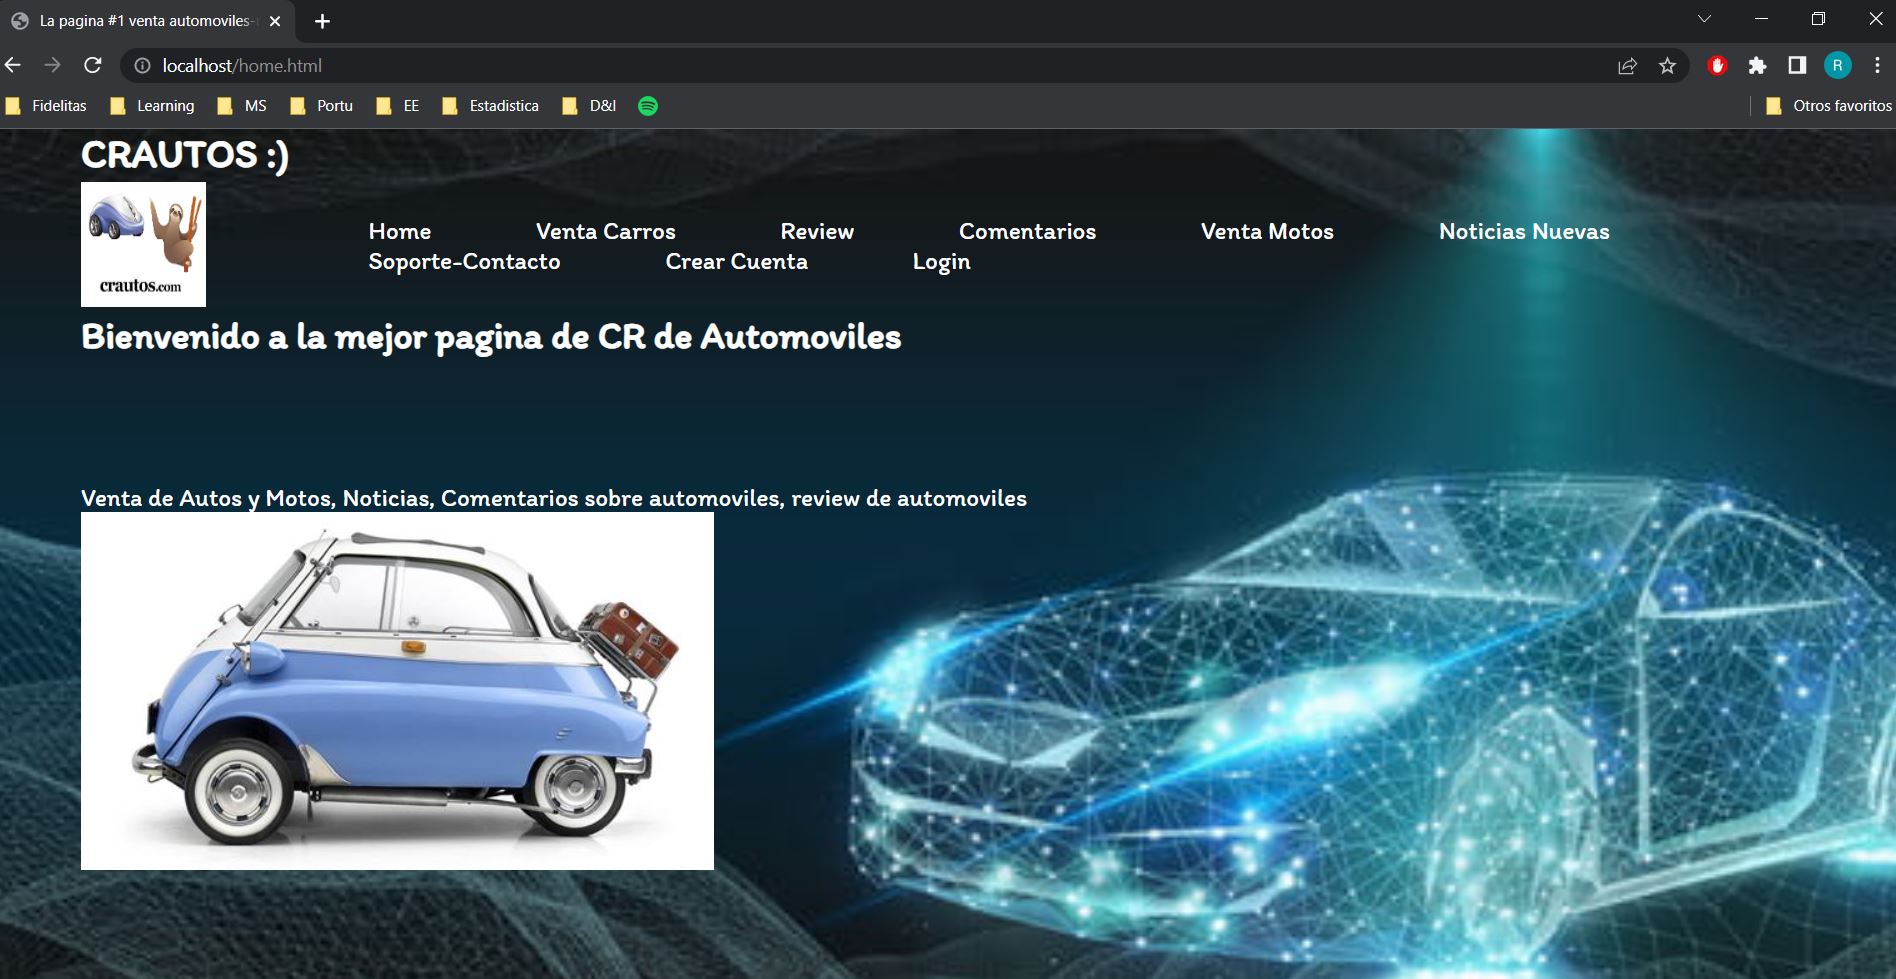 La pagina #1 venta automoviles-
localhost/home.html
R
Fidelitas Learning MS Portu EE Estadistica D&I Otros favoritos
CRAUTOS :)
crautos.com
Home Venta Carros Review Comentarios Venta Motos Noticias Nuevas
Soporte-Contacto Crear Cuenta Login
Bienvenido a la mejor pagina de CR de Automoviles
Venta de Autos y Motos, Noticias, Comentarios sobre automoviles, review de automoviles